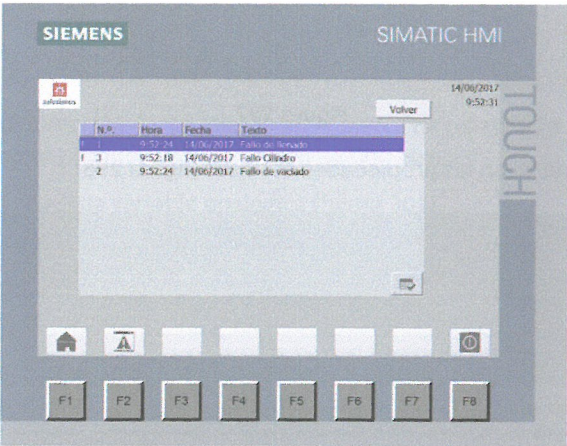 SIEMENS
SIMATIC HMI
TOUCH
salesianos
14/06/2017
9:52:31
Volver
N.º. Hora Fecha Texto
! 1 9:52:24 14/06/2017 Fallo de llenado
! 3 9:52:18 14/06/2017 Fallo Cilindro
2 9:52:24 14/06/2017 Fallo de vaciado
F1 F2 F3 F4 F5 F6 F7 F8